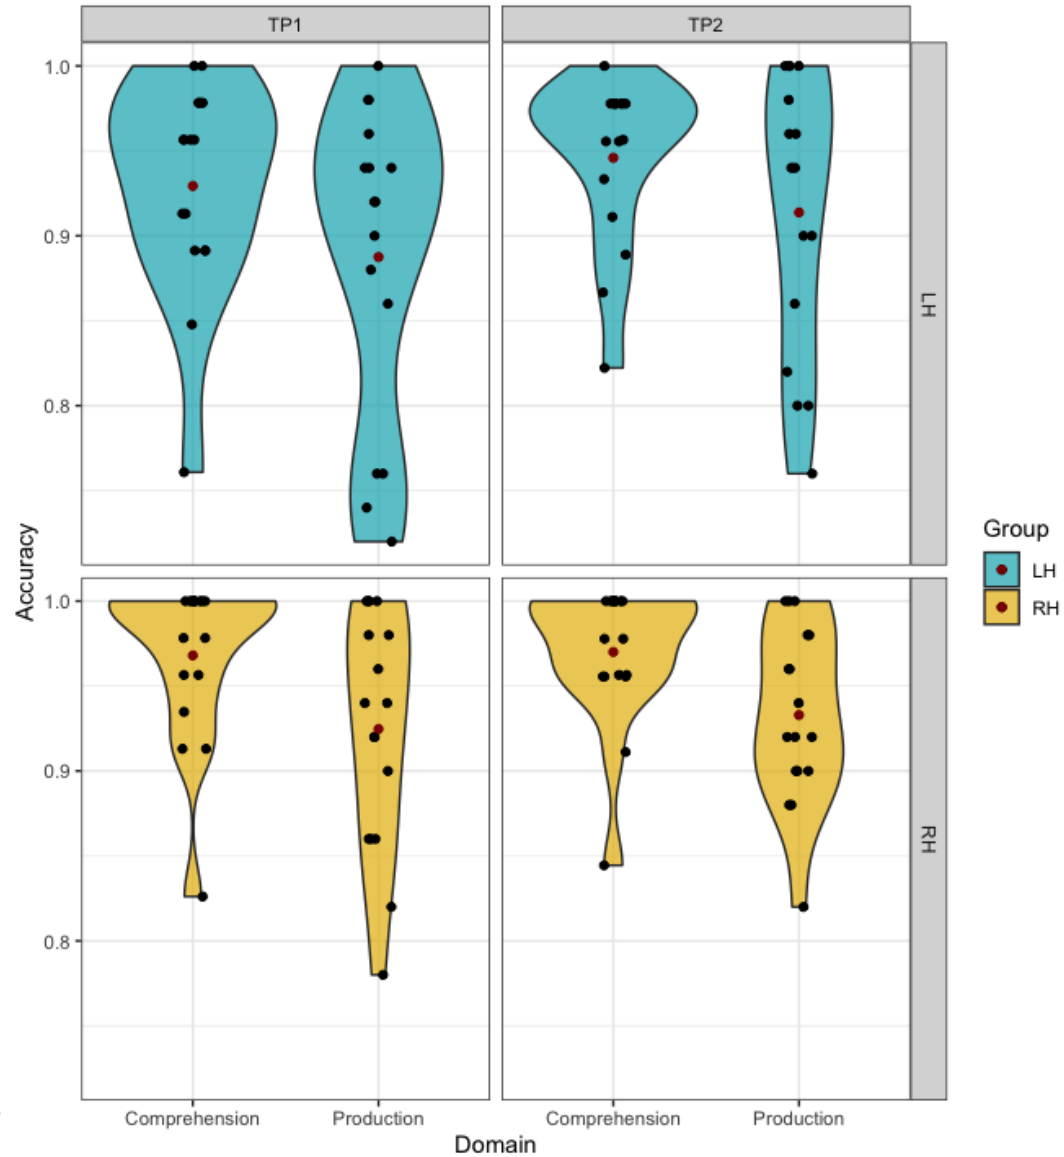 TP1
TP2
1.0
0.9
0.8
LH
Accuracy
Group
LH
RH
1.0
0.9
0.8
RH
Comprehension
Production
Comprehension
Production
Domain